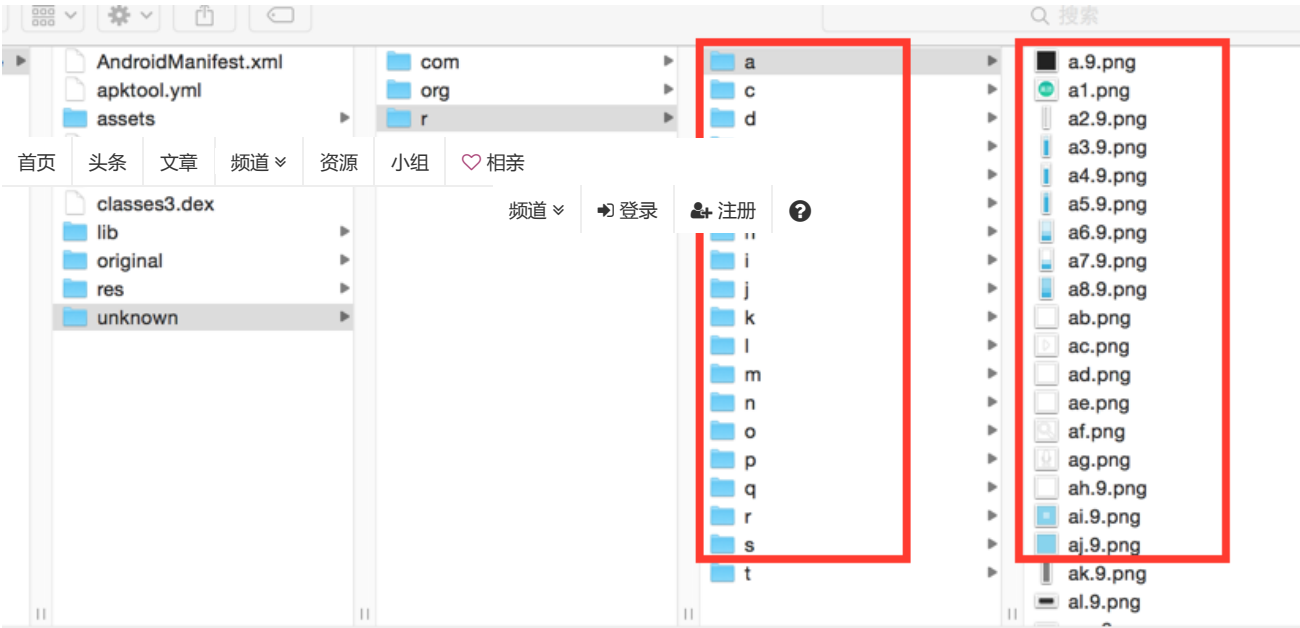 搜索
AndroidManifest.xml
apktool.yml
assets
com
org
r
a
c
d
a.9.png
a1.png
a2.9.png
a3.9.png
a4.9.png
a5.9.png
a6.9.png
a7.9.png
a8.9.png
ab.png
ac.png
ad.png
ae.png
af.png
ag.png
ah.9.png
ai.9.png
aj.9.png
ak.9.png
al.9.png
首页 头条 文章 频道 资源 小组 相亲
频道 登录 注册
classes3.dex
lib
original
res
unknown
i
j
k
l
m
n
o
p
q
r
s
t